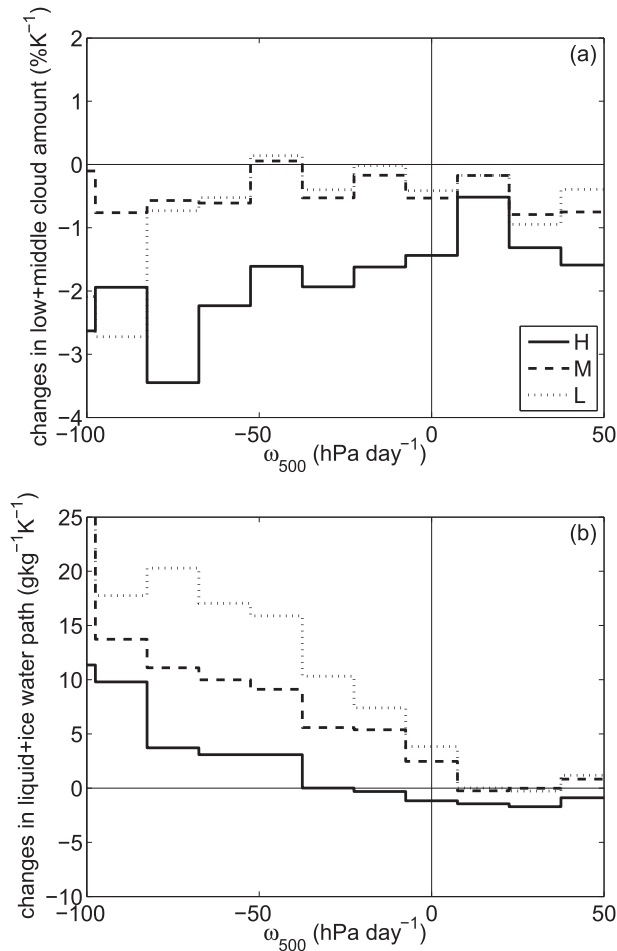 changes in low+middle cloud amount (%K⁻¹)
(a)
2
1
0
−1
−2
−3
−4
H
M
L
−100
−50
0
50
ω₅₀₀ (hPa day⁻¹)
changes in liquid+ice water path (gkg⁻¹K⁻¹)
(b)
25
20
15
10
5
0
−5
−10
−100
−50
0
50
ω₅₀₀ (hPa day⁻¹)